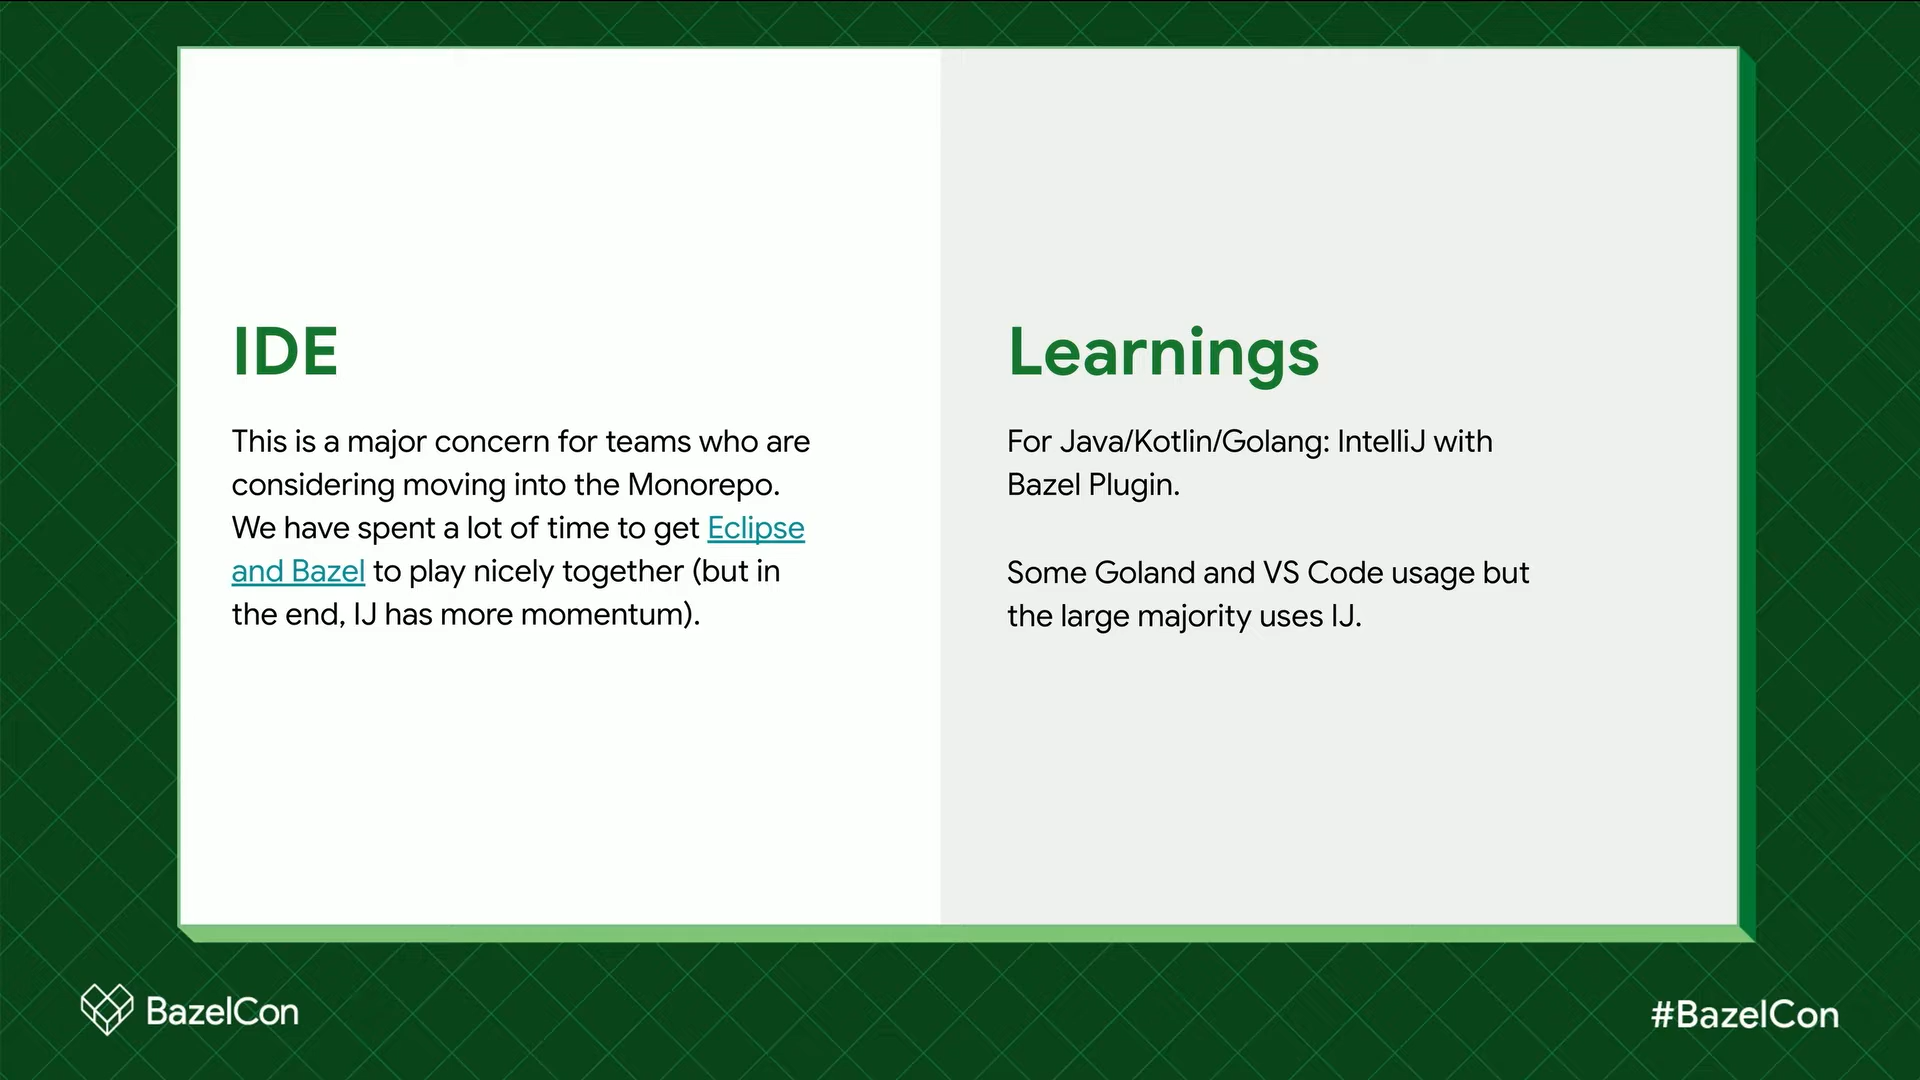 IDE
This is a major concern for teams who are
considering moving into the Monorepo.
We have spent a lot of time to get Eclipse
and Bazel to play nicely together (but in
the end, IJ has more momentum).
Learnings
For Java/Kotlin/Golang: IntelliJ with
Bazel Plugin.
Some Goland and VS Code usage but
the large majority uses IJ.
BazelCon
#BazelCon